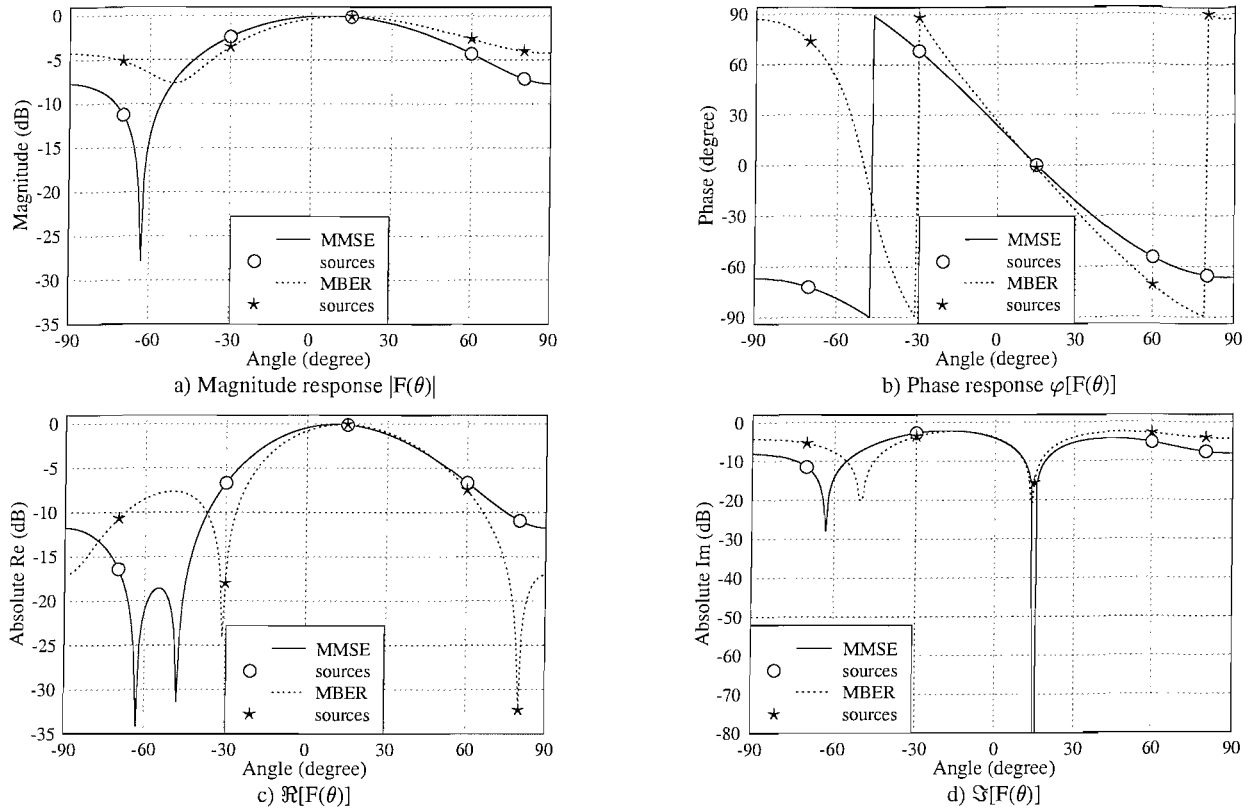 0
-5
-10
-15
-20
-25
-30
-35
Magnitude (dB)
MMSE
sources
MBER
sources
-90 -60 -30 0 30 60 90
Angle (degree)
a) Magnitude response |F(θ)|
90
60
30
0
-30
-60
-90
Phase (degree)
MMSE
sources
MBER
sources
-90 -60 -30 0 30 60 90
Angle (degree)
b) Phase response φ[F(θ)]
0
-5
-10
-15
-20
-25
-30
-35
Absolute Re (dB)
MMSE
sources
MBER
sources
-90 -60 -30 0 30 60 90
Angle (degree)
c) ℜ[F(θ)]
0
-10
-20
-30
-40
-50
-60
-70
-80
Absolute Im (dB)
MMSE
sources
MBER
sources
-90 -60 -30 0 30 60 90
Angle (degree)
d) ℑ[F(θ)]